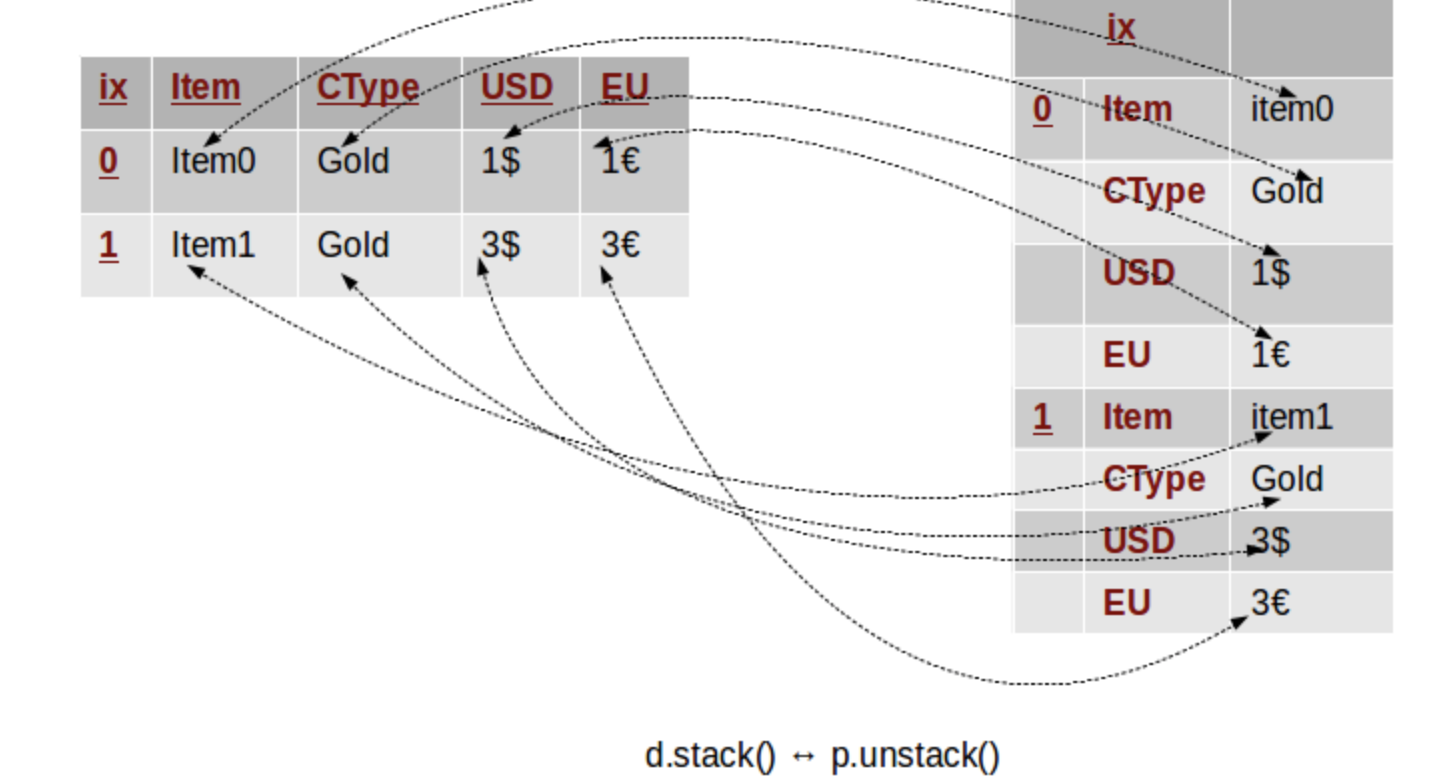 ix Item CType USD EU
0 Item0 Gold 1$ 1€
1 Item1 Gold 3$ 3€
ix
0 Item item0
CType Gold
USD 1$
EU 1€
1 Item item1
CType Gold
USD 3$
EU 3€
d.stack() ↔ p.unstack()